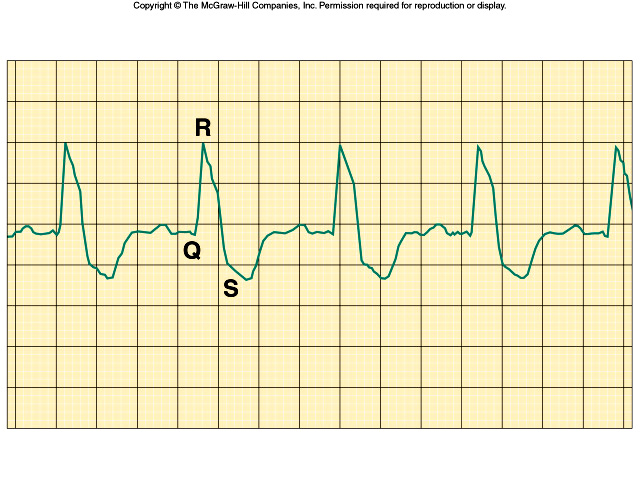 Copyright © The McGraw-Hill Companies, Inc. Permission required for reproduction or display.
R
Q
S